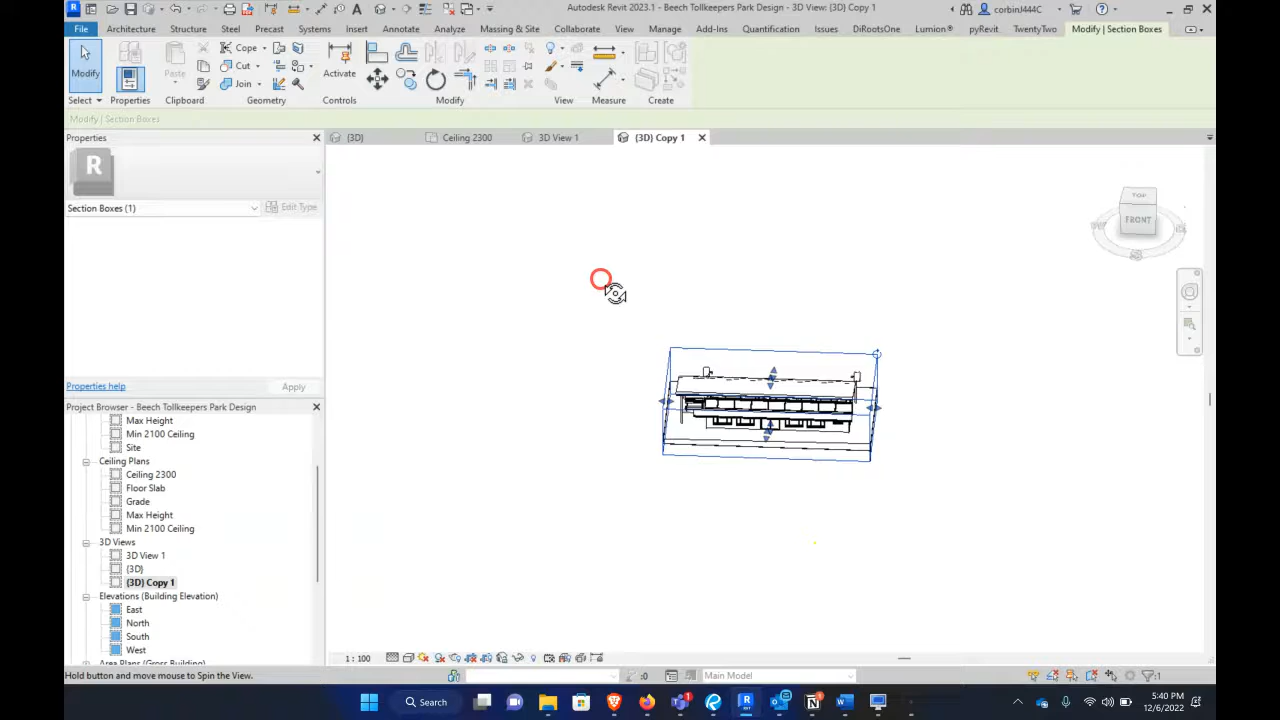 Autodesk Revit 2023.1 - Beech Tollkeepers Park Design - 3D View: {3D} Copy 1
corbinJ444C
File Architecture Structure Steel Precast Systems Insert Annotate Analyze Massing & Site Collaborate View Manage Add-Ins Quantification Issues DiRootsOne Lumion® pyRevit TwentyTwo Modify | Section Boxes
Modify Paste Cope Cut Join Activate
Select Properties Clipboard Geometry Controls Modify View Measure Create
Modify | Section Boxes
Properties
{3D} Ceiling 2300 3D View 1 {3D} Copy 1
R
Section Boxes (1) Edit Type
TOP
FRONT
Properties help Apply
Project Browser - Beech Tollkeepers Park Design
Max Height
Min 2100 Ceiling
Site
Ceiling Plans
Ceiling 2300
Floor Slab
Grade
Max Height
Min 2100 Ceiling
3D Views
3D View 1
{3D}
{3D} Copy 1
Elevations (Building Elevation)
East
North
South
West
Area Plans (Gross Building)
1 : 100
Hold button and move mouse to Spin the View. :0 Main Model :1
Search
5:40 PM
12/6/2022